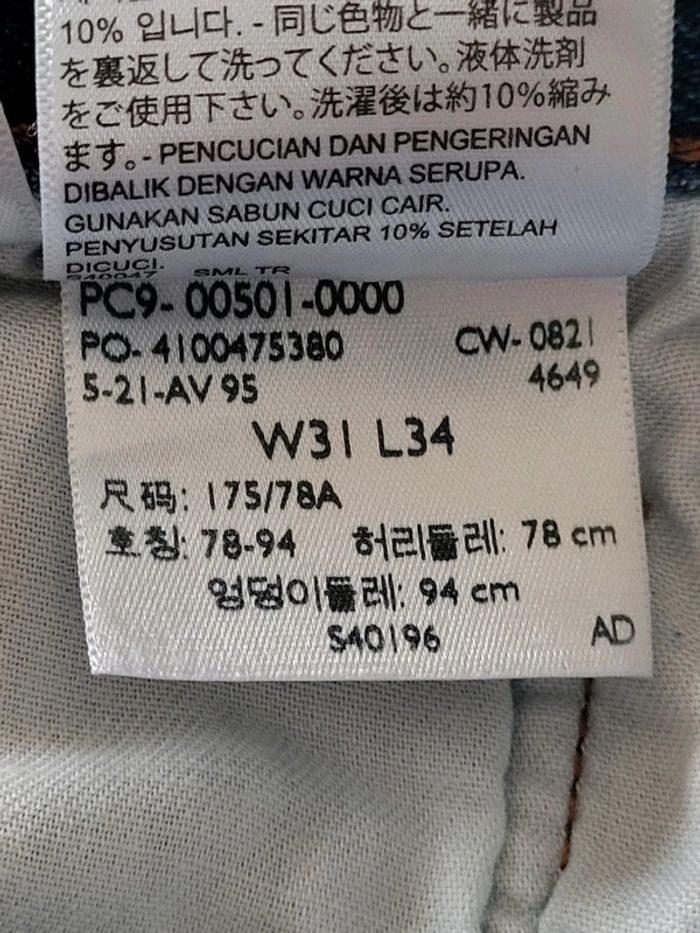 10% 입니다. - 同じ色物と一緒に製品
を裏返して洗ってください。液体洗剤
をご使用下さい。洗濯後は約10%縮み
ます。- PENCUCIAN DAN PENGERINGAN
DIBALIK DENGAN WARNA SERUPA.
GUNAKAN SABUN CUCI CAIR.
PENYUSUTAN SEKITAR 10% SETELAH
DICUCI.
S40047 SML TR
PC9- 00501-0000
PO- 4100475380 CW- 0821
5-21-AV 95 4649
W31 L34
尺码: 175/78A
호칭: 78-94 허리둘레: 78 cm
엉덩이둘레: 94 cm
S40196 AD